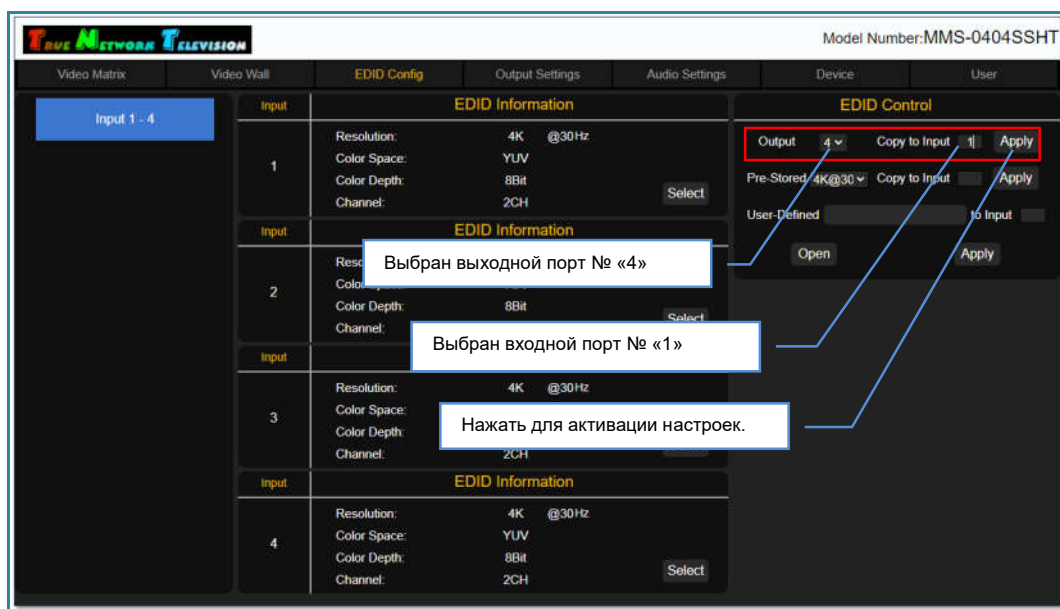 True Network Television
Model Number:MMS-0404SSHT
Video Matrix Video Wall EDID Config Output Settings Audio Settings Device User
Input 1 - 4
Input EDID Information
1
Resolution: 4K @30Hz
Color Space: YUV
Color Depth: 8Bit
Channel: 2CH
Select
Input EDID Information
2
Color Depth: 8Bit
Channel:
Select
Input
3
Resolution: 4K @30Hz
Color Space:
Color Depth:
Channel: 2CH
Input EDID Information
4
Resolution: 4K @30Hz
Color Space: YUV
Color Depth: 8Bit
Channel: 2CH
Select
EDID Control
Output 4 Copy to Input 1 Apply
Pre-Stored 4K@30 Copy to Input Apply
User-Defined to Input
Open Apply
Выбран выходной порт № «4»
Выбран входной порт № «1»
Нажать для активации настроек.